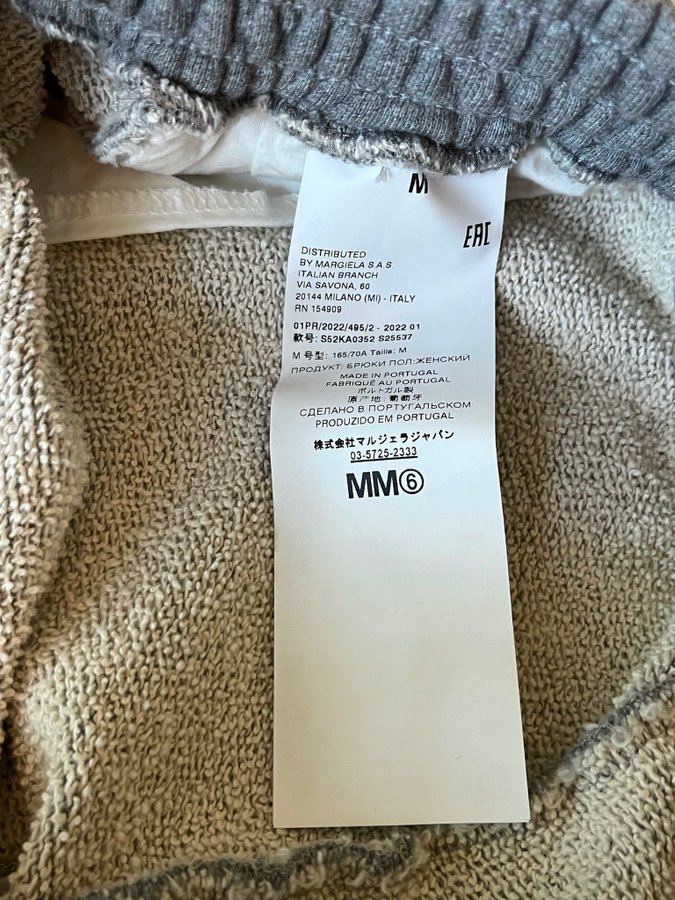 M
EAC
DISTRIBUTED
BY MARGIELA S.A.S.
ITALIAN BRANCH
VIA SAVONA, 60
20144 MILANO (MI) - ITALY
RN 154909
01PR/2022/495/2 - 2022 01
款号: S52KA0352 S25537
M 号型: 165/70A Taille: M
ПРОДУКТ: БРЮКИ ПОЛ:ЖЕНСКИЙ
MADE IN PORTUGAL
FABRIQUÉ AU PORTUGAL
ポルトガル製
原产地: 葡萄牙
СДЕЛАНО В ПОРТУГАЛЬСКОМ
PRODUZIDO EM PORTUGAL
株式会社マルジェラジャパン
03-5725-2333
MM⑥